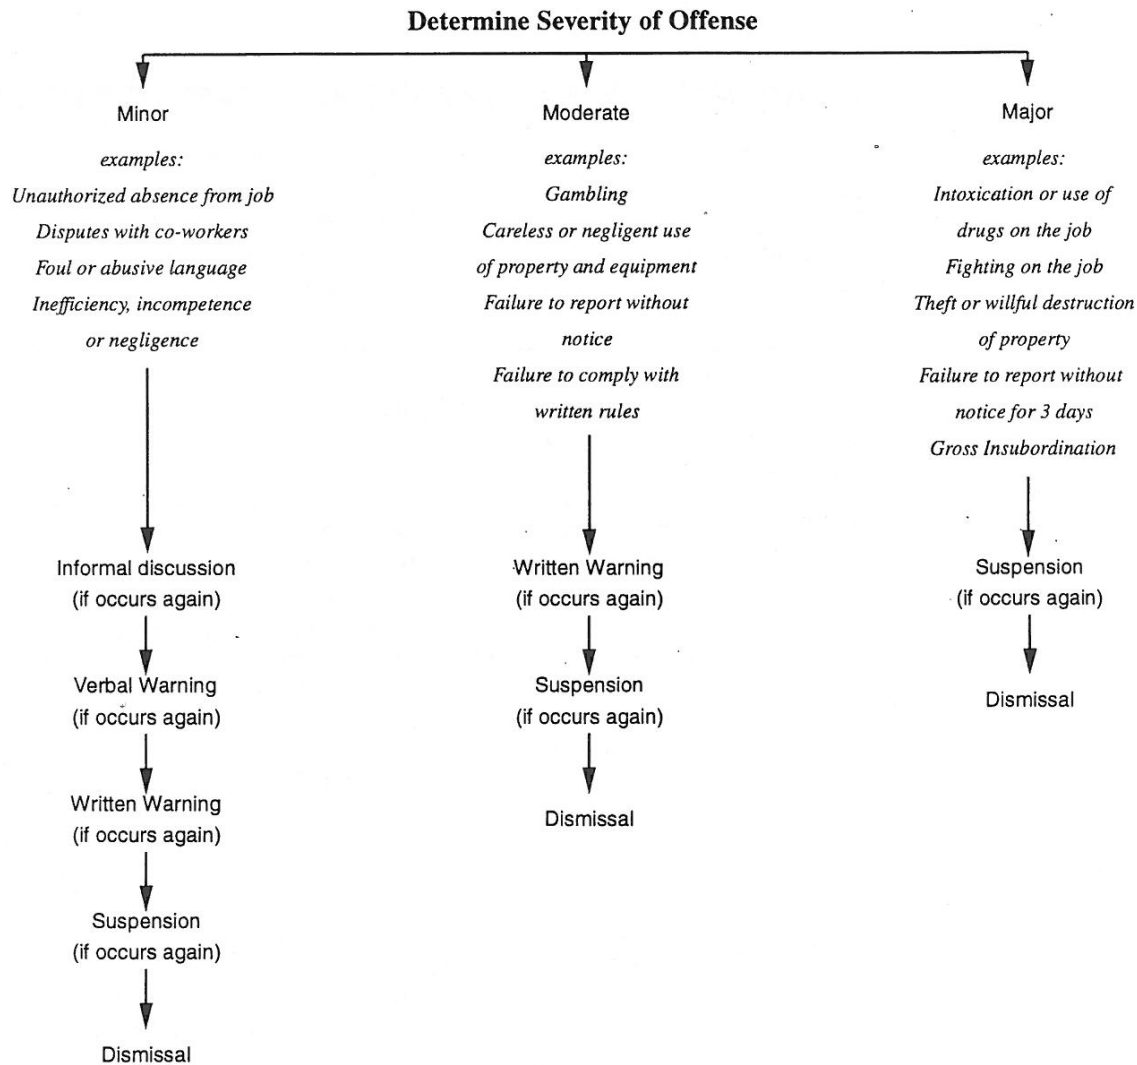 Determine Severity of Offense
Minor
examples:
Unauthorized absence from job
Disputes with co-workers
Foul or abusive language
Inefficiency, incompetence
or negligence
Informal discussion
(if occurs again)
Verbal Warning
(if occurs again)
Written Warning
(if occurs again)
Suspension
(if occurs again)
Dismissal
Moderate
examples:
Gambling
Careless or negligent use
of property and equipment
Failure to report without
notice
Failure to comply with
written rules
Written Warning
(if occurs again)
Suspension
(if occurs again)
Dismissal
Major
examples:
Intoxication or use of
drugs on the job
Fighting on the job
Theft or willful destruction
of property
Failure to report without
notice for 3 days
Gross Insubordination
Suspension
(if occurs again)
Dismissal